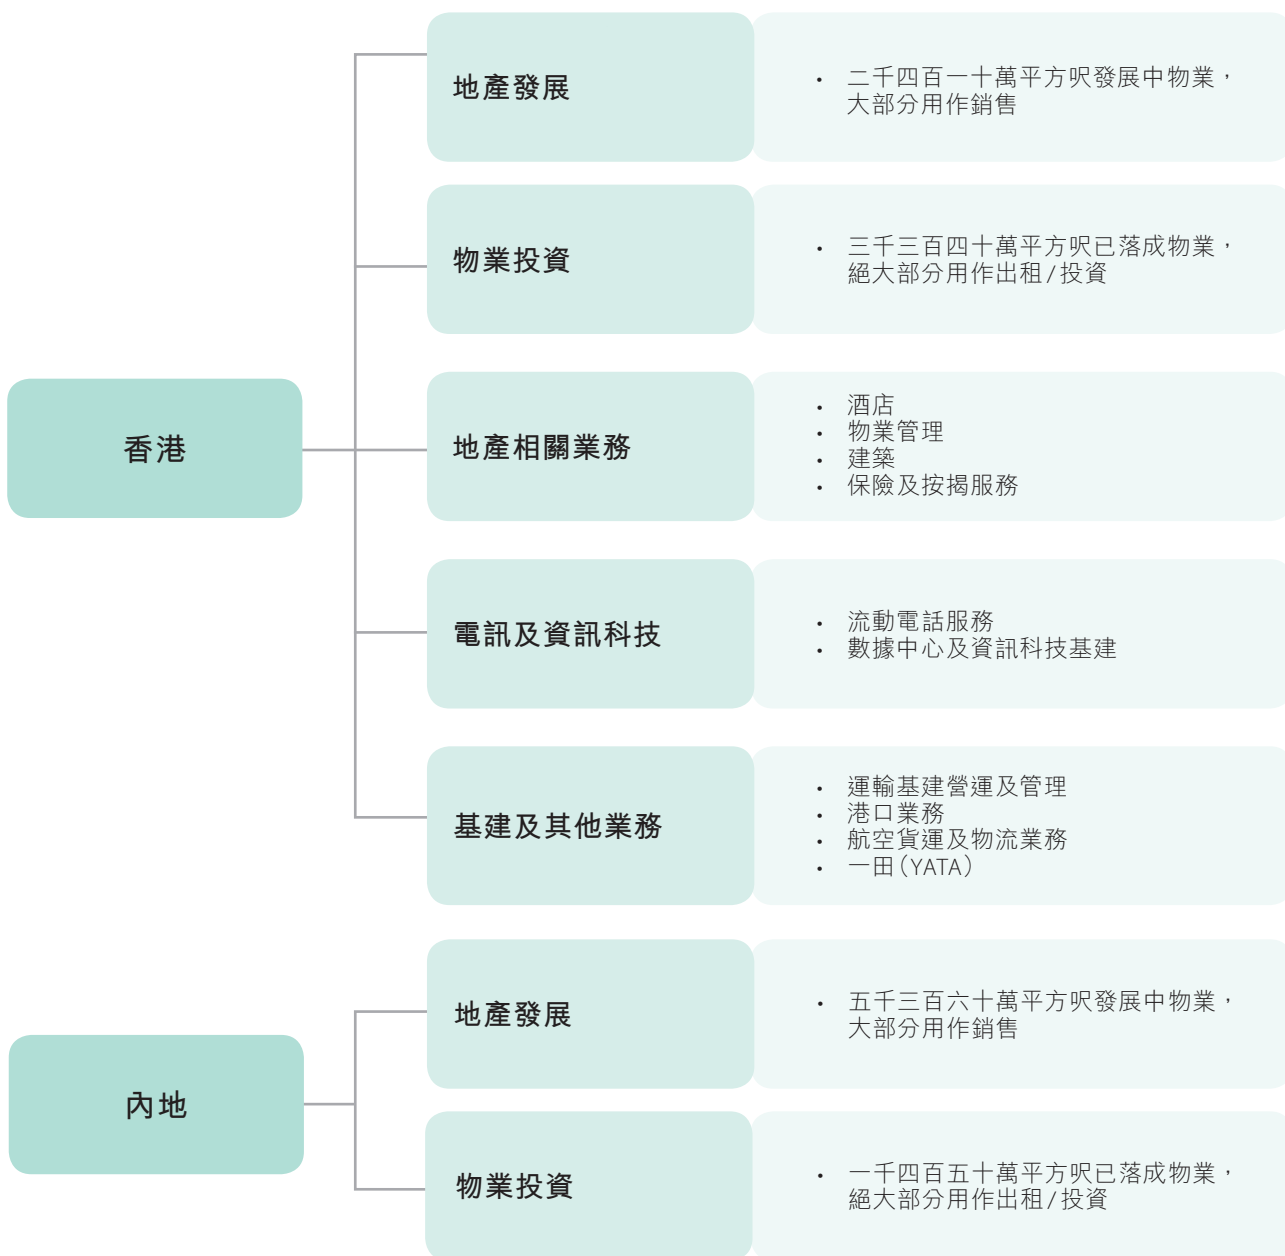 香港
地產發展
• 二千四百一十萬平方呎發展中物業，
大部分用作銷售
物業投資
• 三千三百四十萬平方呎已落成物業，
絕大部分用作出租/投資
地產相關業務
• 酒店
• 物業管理
• 建築
• 保險及按揭服務
電訊及資訊科技
• 流動電話服務
• 數據中心及資訊科技基建
基建及其他業務
• 運輸基建營運及管理
• 港口業務
• 航空貨運及物流業務
• 一田（YATA）
內地
地產發展
• 五千三百六十萬平方呎發展中物業，
大部分用作銷售
物業投資
• 一千四百五十萬平方呎已落成物業，
絕大部分用作出租/投資